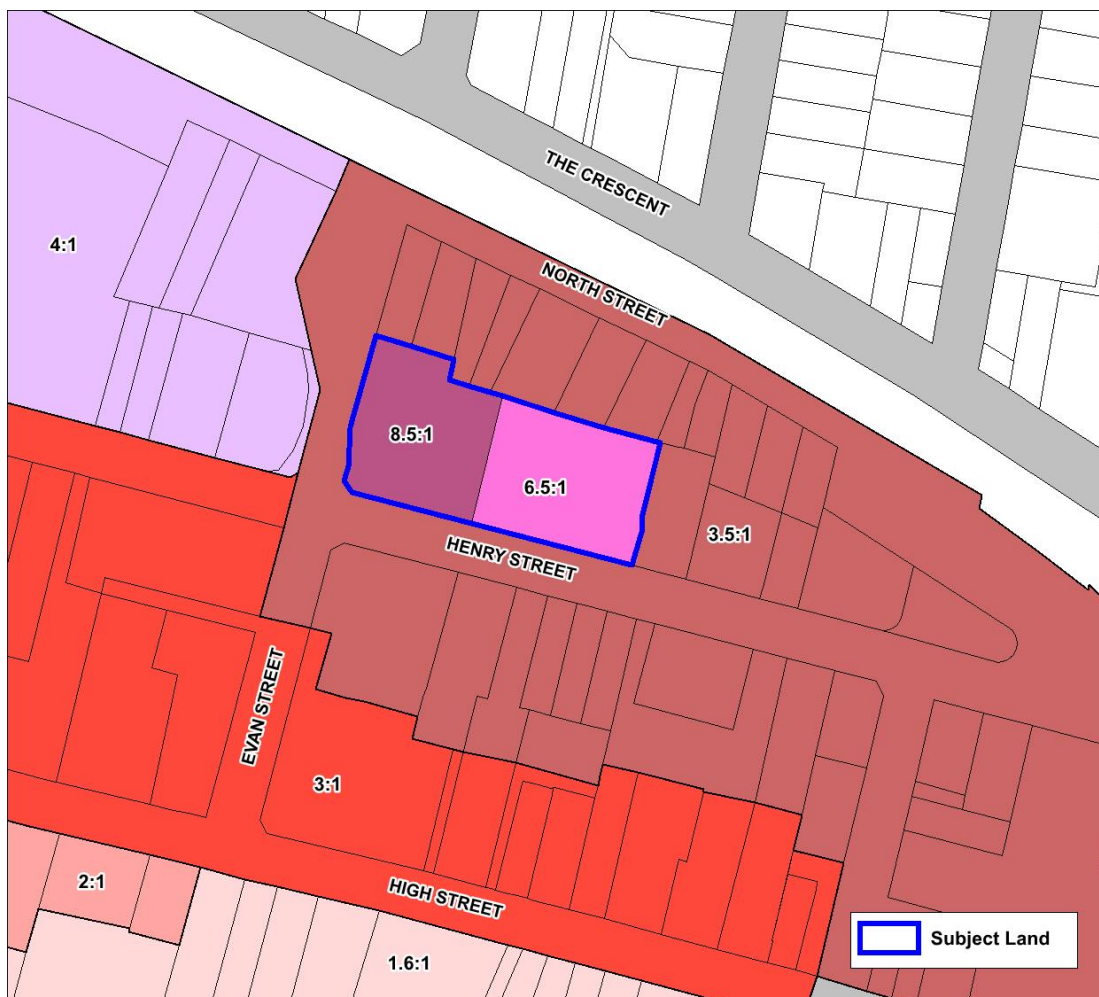 THE CRESCENT
4:1
NORTH STREET
8.5:1
6.5:1
3.5:1
HENRY STREET
EVAN STREET
3:1
2:1
HIGH STREET
Subject Land
1.6:1